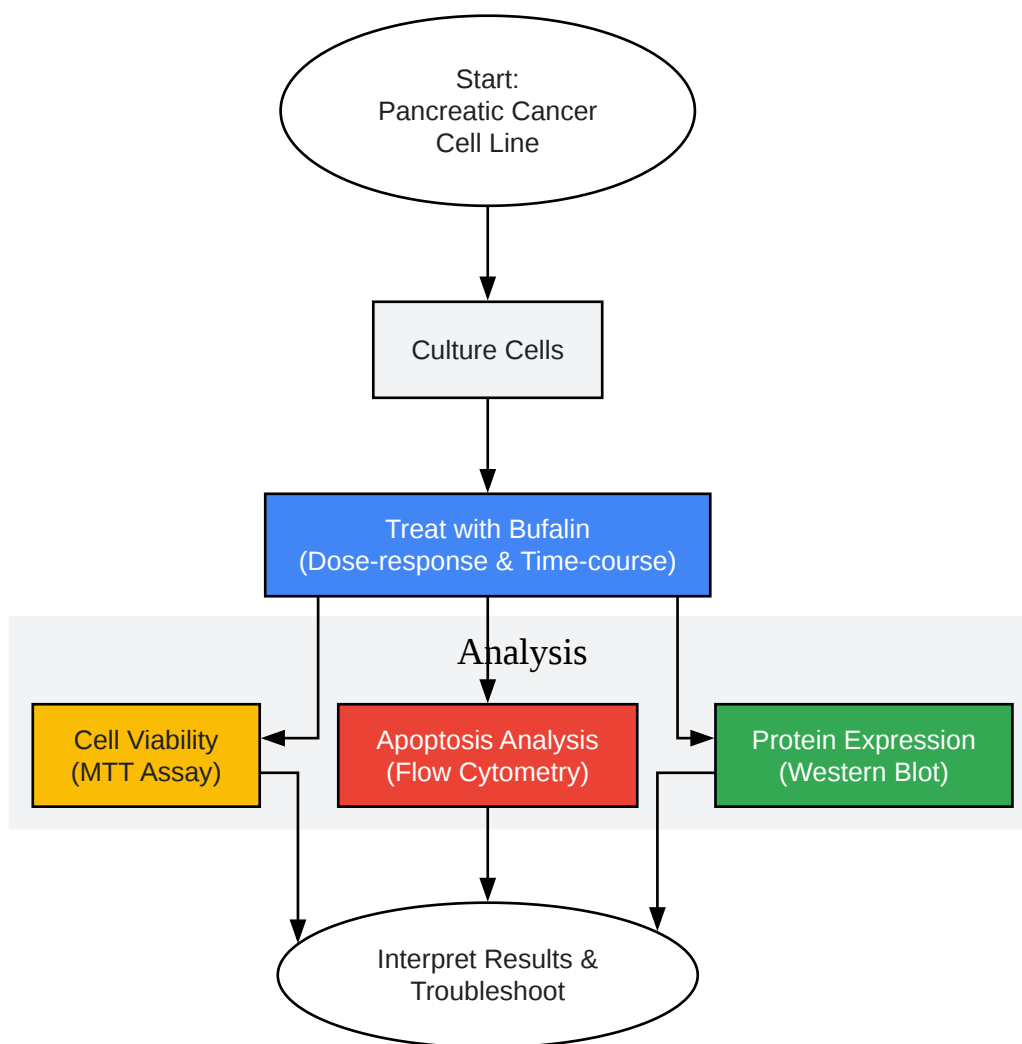 Start:
Pancreatic Cancer
Cell Line
Culture Cells
Treat with Bufalin
(Dose-response & Time-course)
Analysis
Cell Viability
(MTT Assay)
Apoptosis Analysis
(Flow Cytometry)
Protein Expression
(Western Blot)
Interpret Results &
Troubleshoot